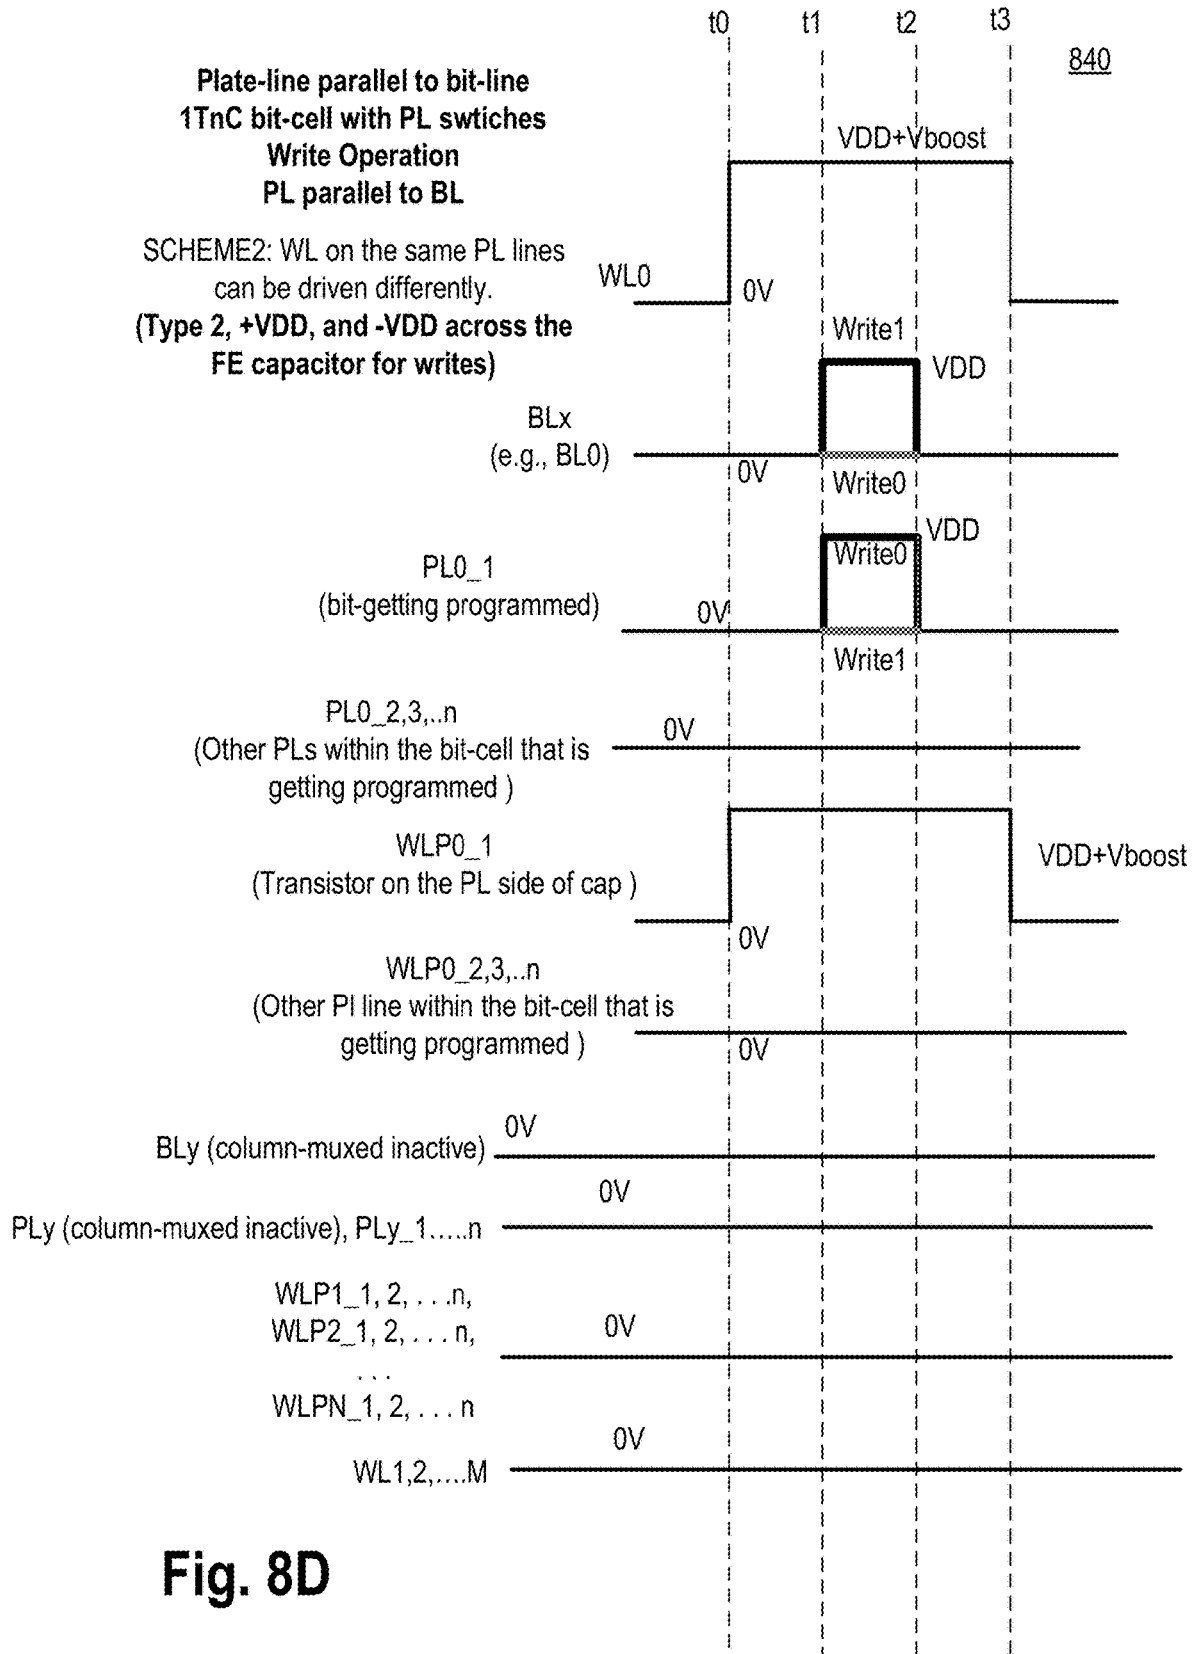 t0 t1 t2 t3
840
Plate-line parallel to bit-line
1TnC bit-cell with PL swtiches
Write Operation
PL parallel to BL
VDD+Vboost
SCHEME2: WL on the same PL lines
can be driven differently.
(Type 2, +VDD, and -VDD across the
FE capacitor for writes)
WL0
0V
Write1
VDD
BLx
(e.g., BL0)
0V
Write0
VDD
Write0
PL0_1
(bit-getting programmed)
0V
Write1
PL0_2,3,..n
(Other PLs within the bit-cell that is
getting programmed )
0V
WLP0_1
(Transistor on the PL side of cap )
VDD+Vboost
0V
WLP0_2,3,..n
(Other Pl line within the bit-cell that is
getting programmed )
0V
0V
BLy (column-muxed inactive)
0V
PLy (column-muxed inactive), PLy_1.....n
WLP1_1, 2, . . .n,
WLP2_1, 2, . . . n,
. . .
WLPN_1, 2, . . . n
0V
0V
WL1,2,....M
Fig. 8D